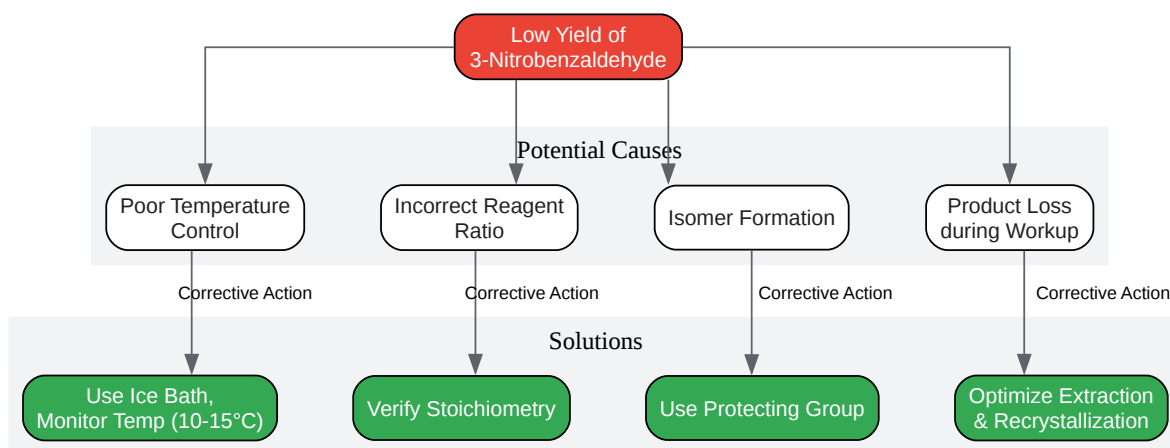 Low Yield of
3-Nitrobenzaldehyde
Potential Causes
Poor Temperature
Control
Incorrect Reagent
Ratio
Isomer Formation
Product Loss
during Workup
Corrective Action
Corrective Action
Corrective Action
Corrective Action
Solutions
Use Ice Bath,
Monitor Temp (10-15°C)
Verify Stoichiometry
Use Protecting Group
Optimize Extraction
& Recrystallization